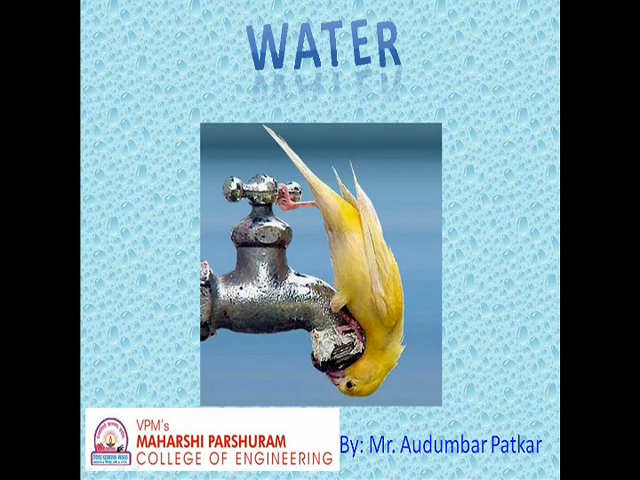 WATER
VPM's
MAHARSHI PARSHURAM
COLLEGE OF ENGINEERING
By: Mr. Audumbar Patkar